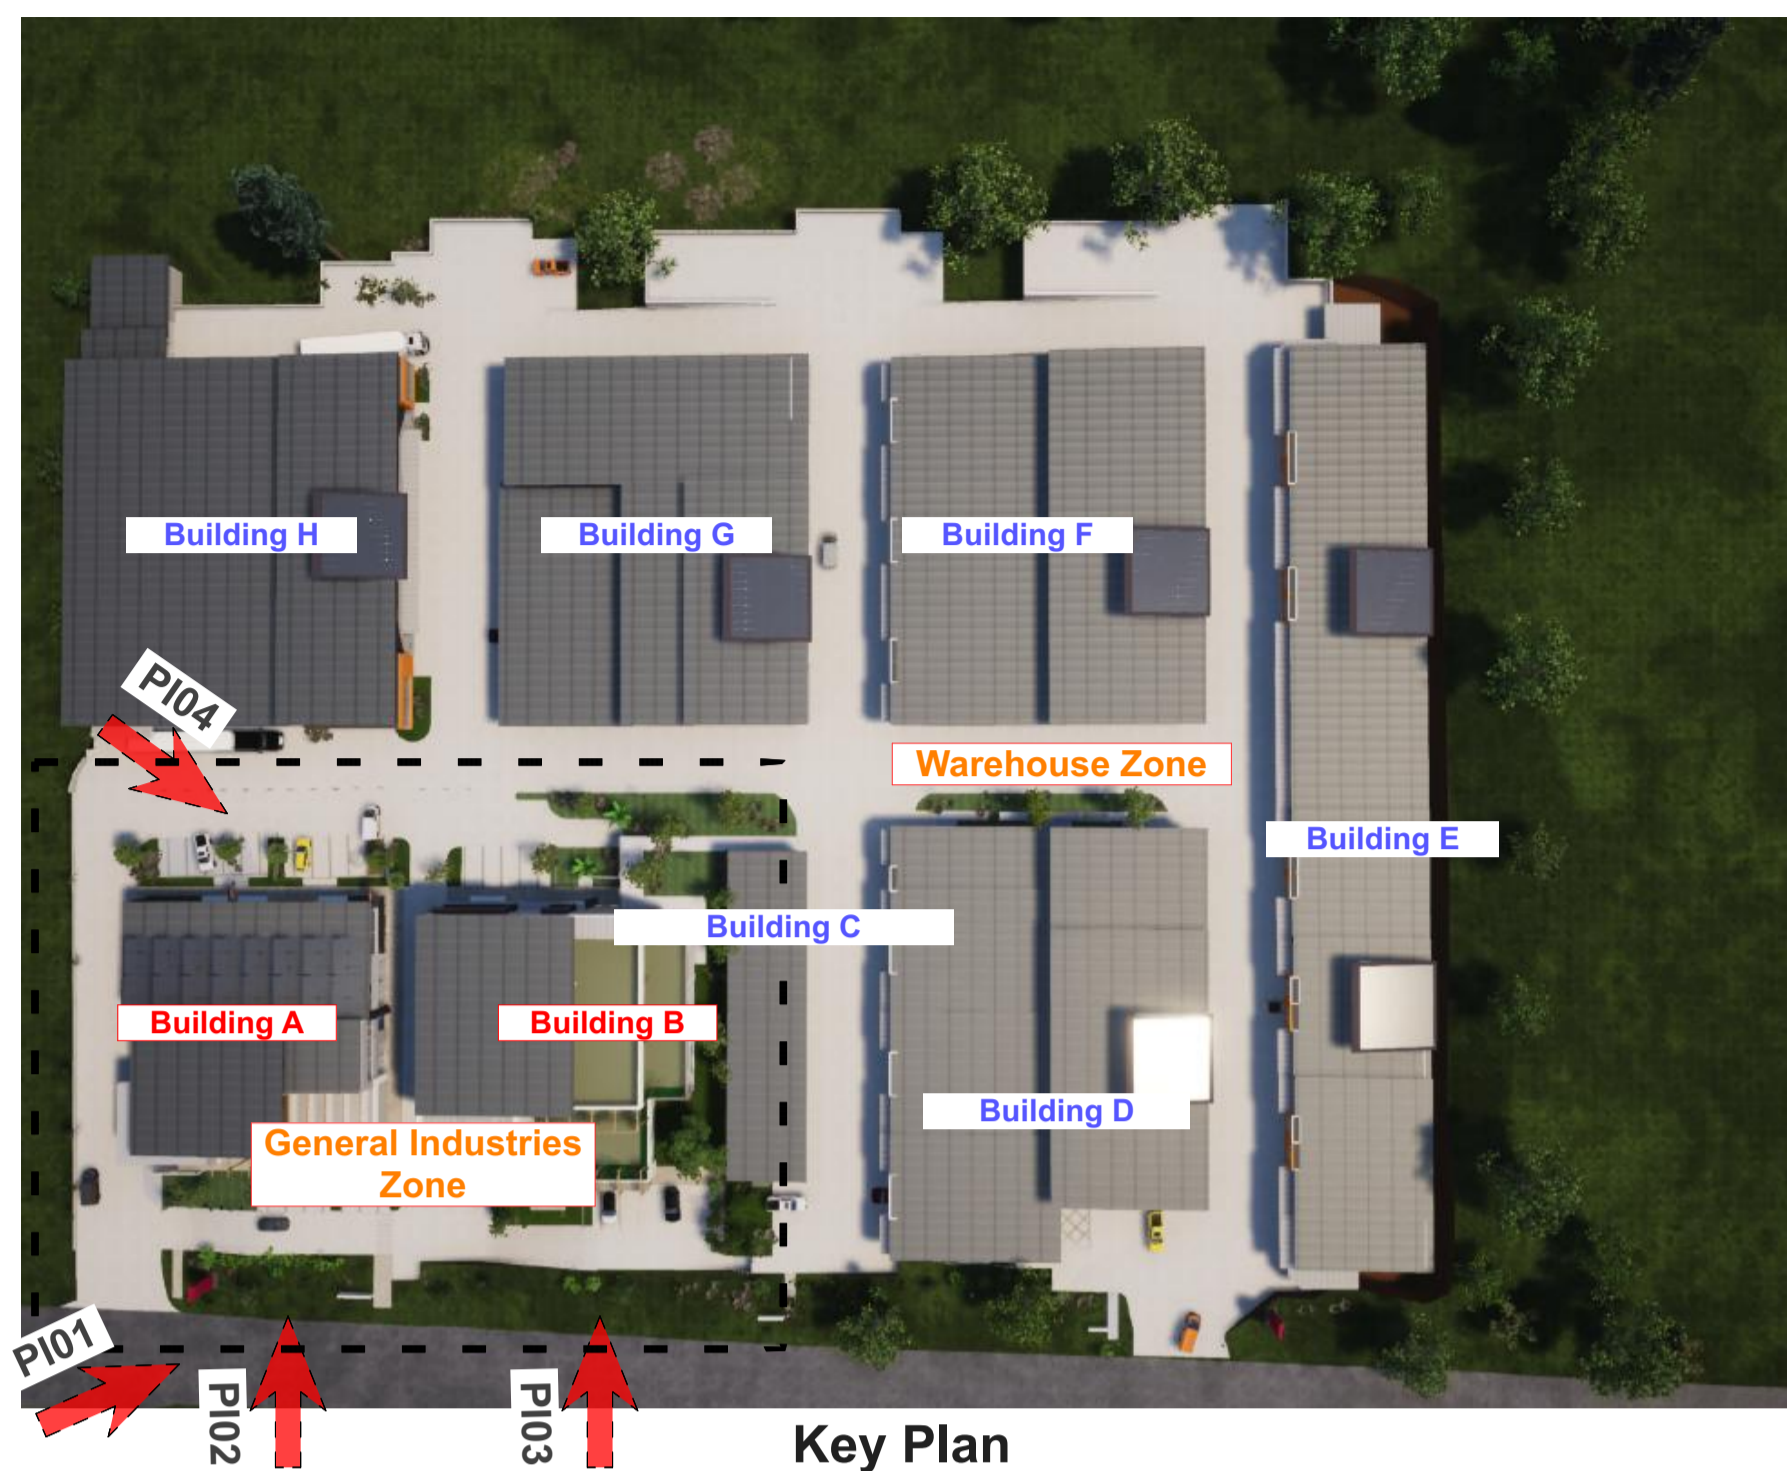 Building H
Building G
Building F
PI04
Warehouse Zone
Building E
Building C
Building A
Building B
Building D
General Industries
Zone
PI01
PI02
PI03
Key Plan